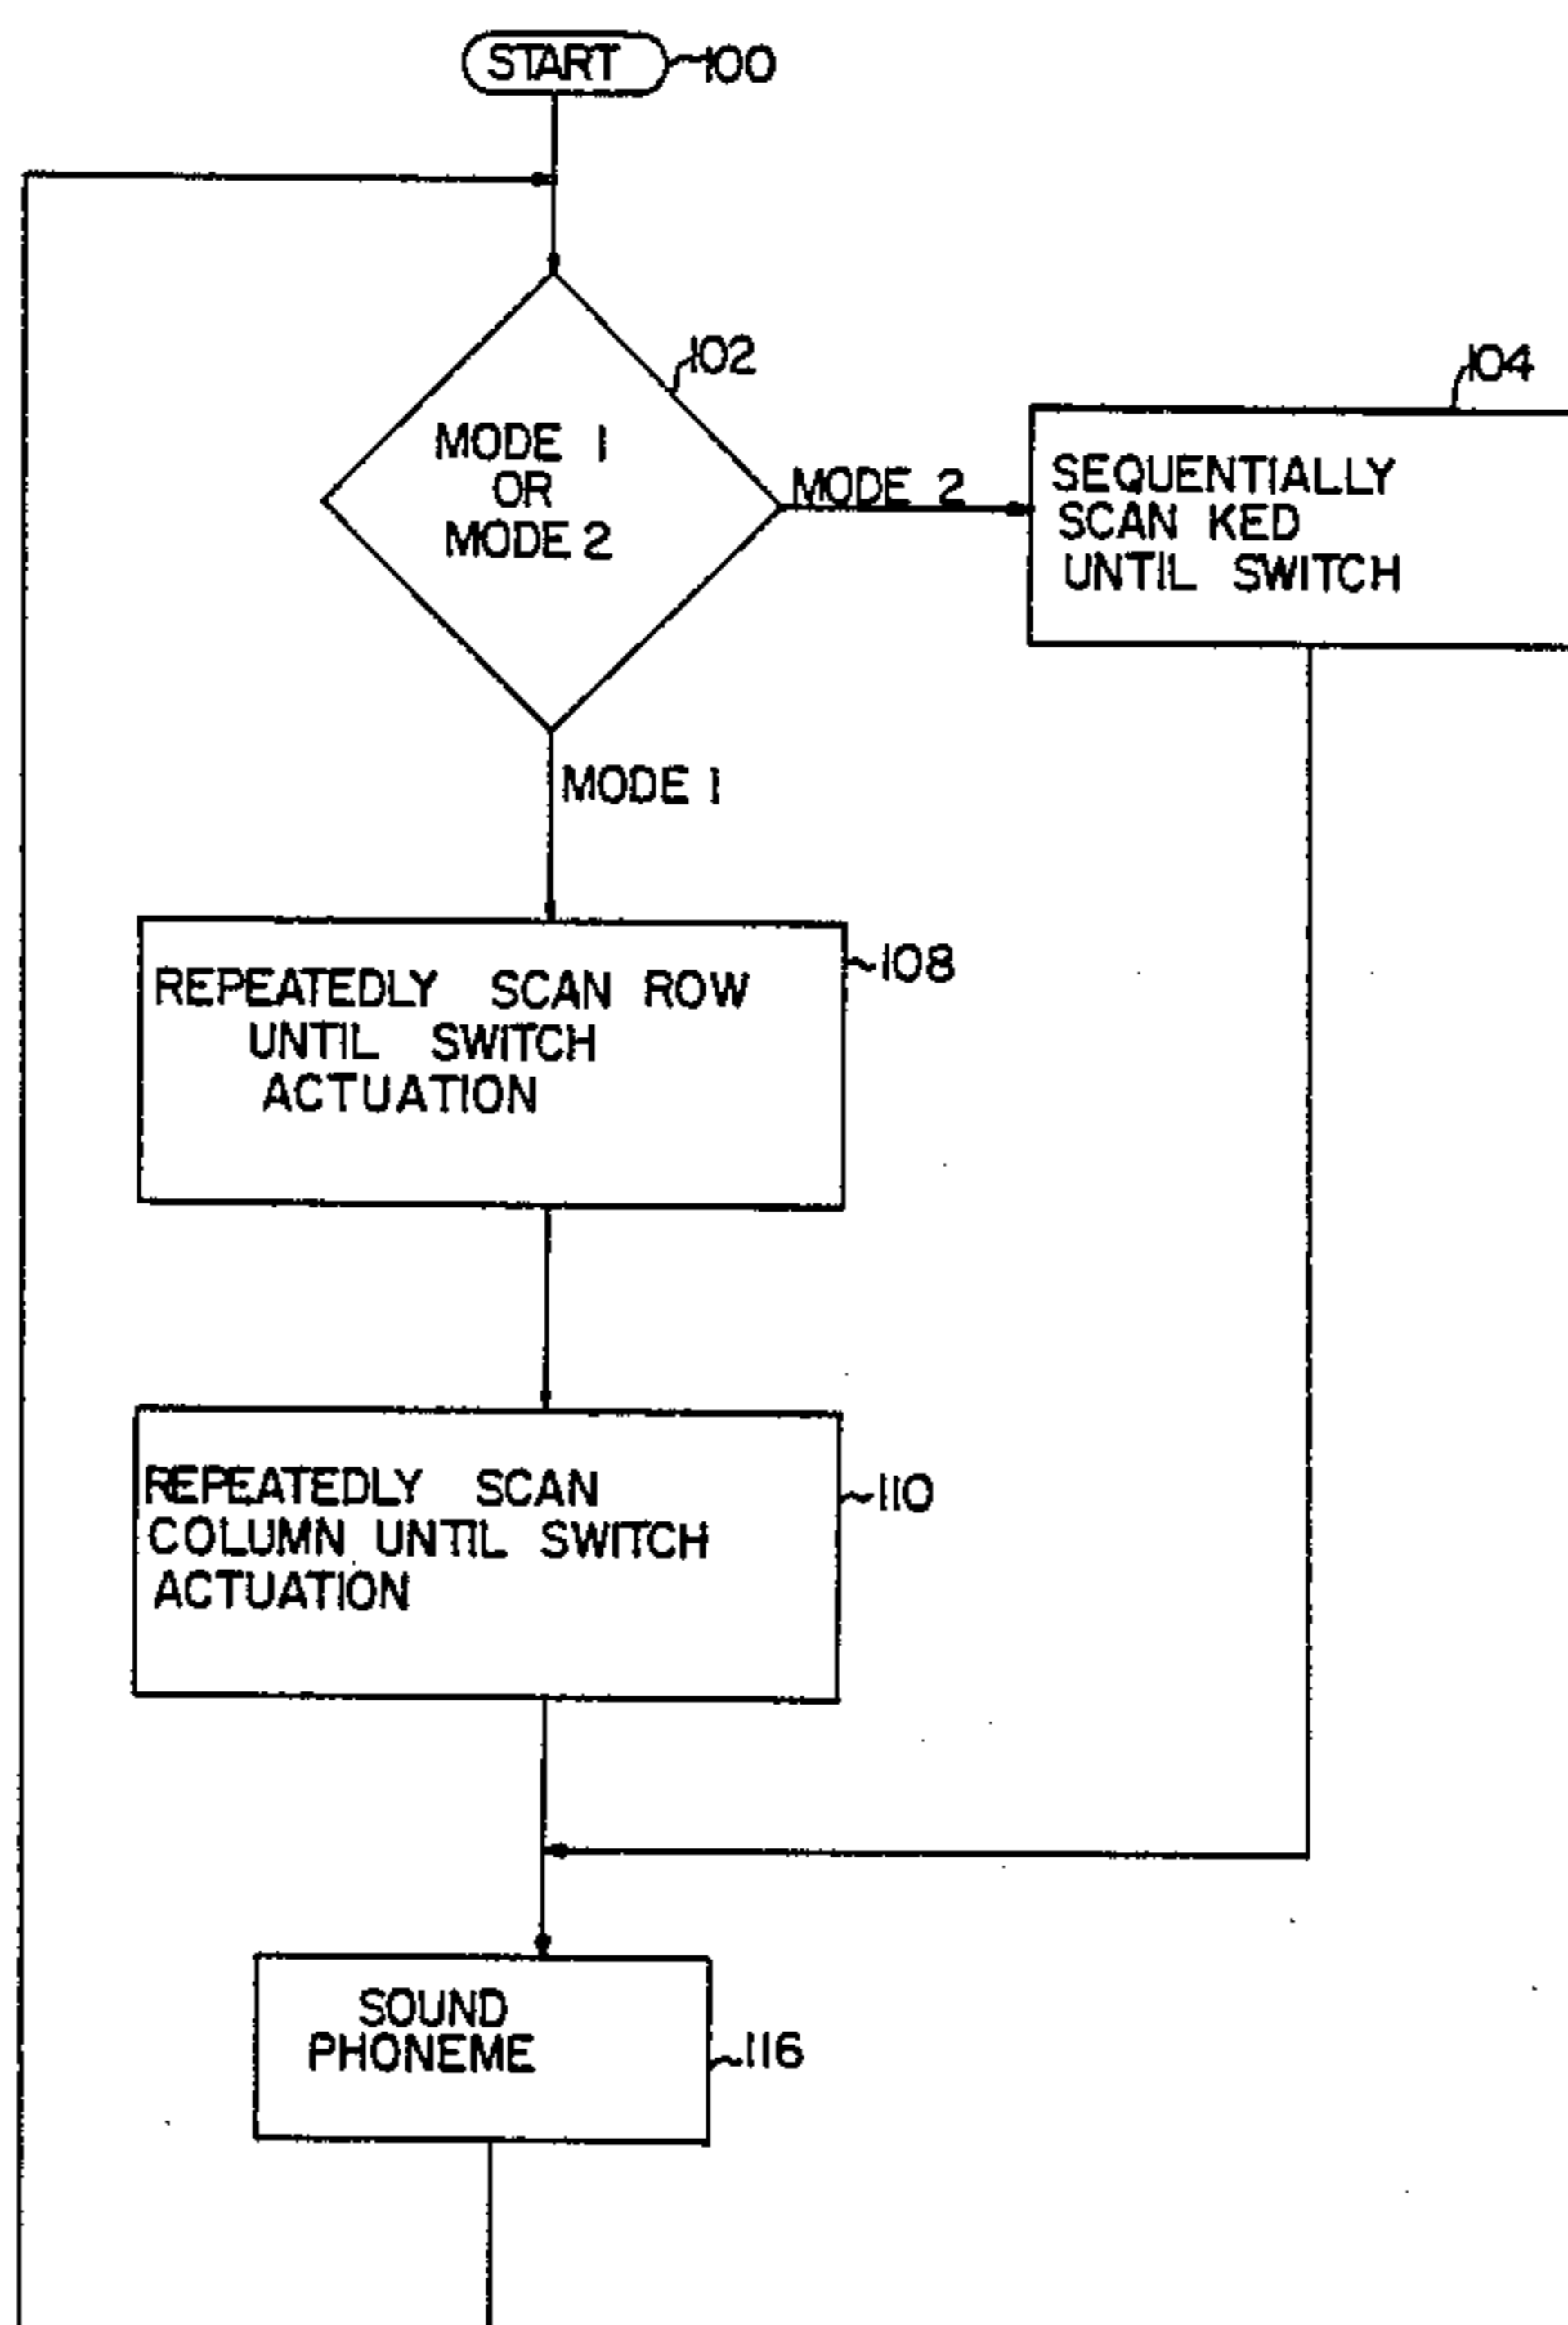 START 100
102
MODE 1
OR
MODE 2
MODE 2
104
SEQUENTIALLY
SCAN KED
UNTIL SWITCH
MODE 1
108
REPEATEDLY SCAN ROW
UNTIL SWITCH
ACTUATION
REPEATEDLY SCAN
COLUMN UNTIL SWITCH
ACTUATION
110
SOUND
PHONEME
116